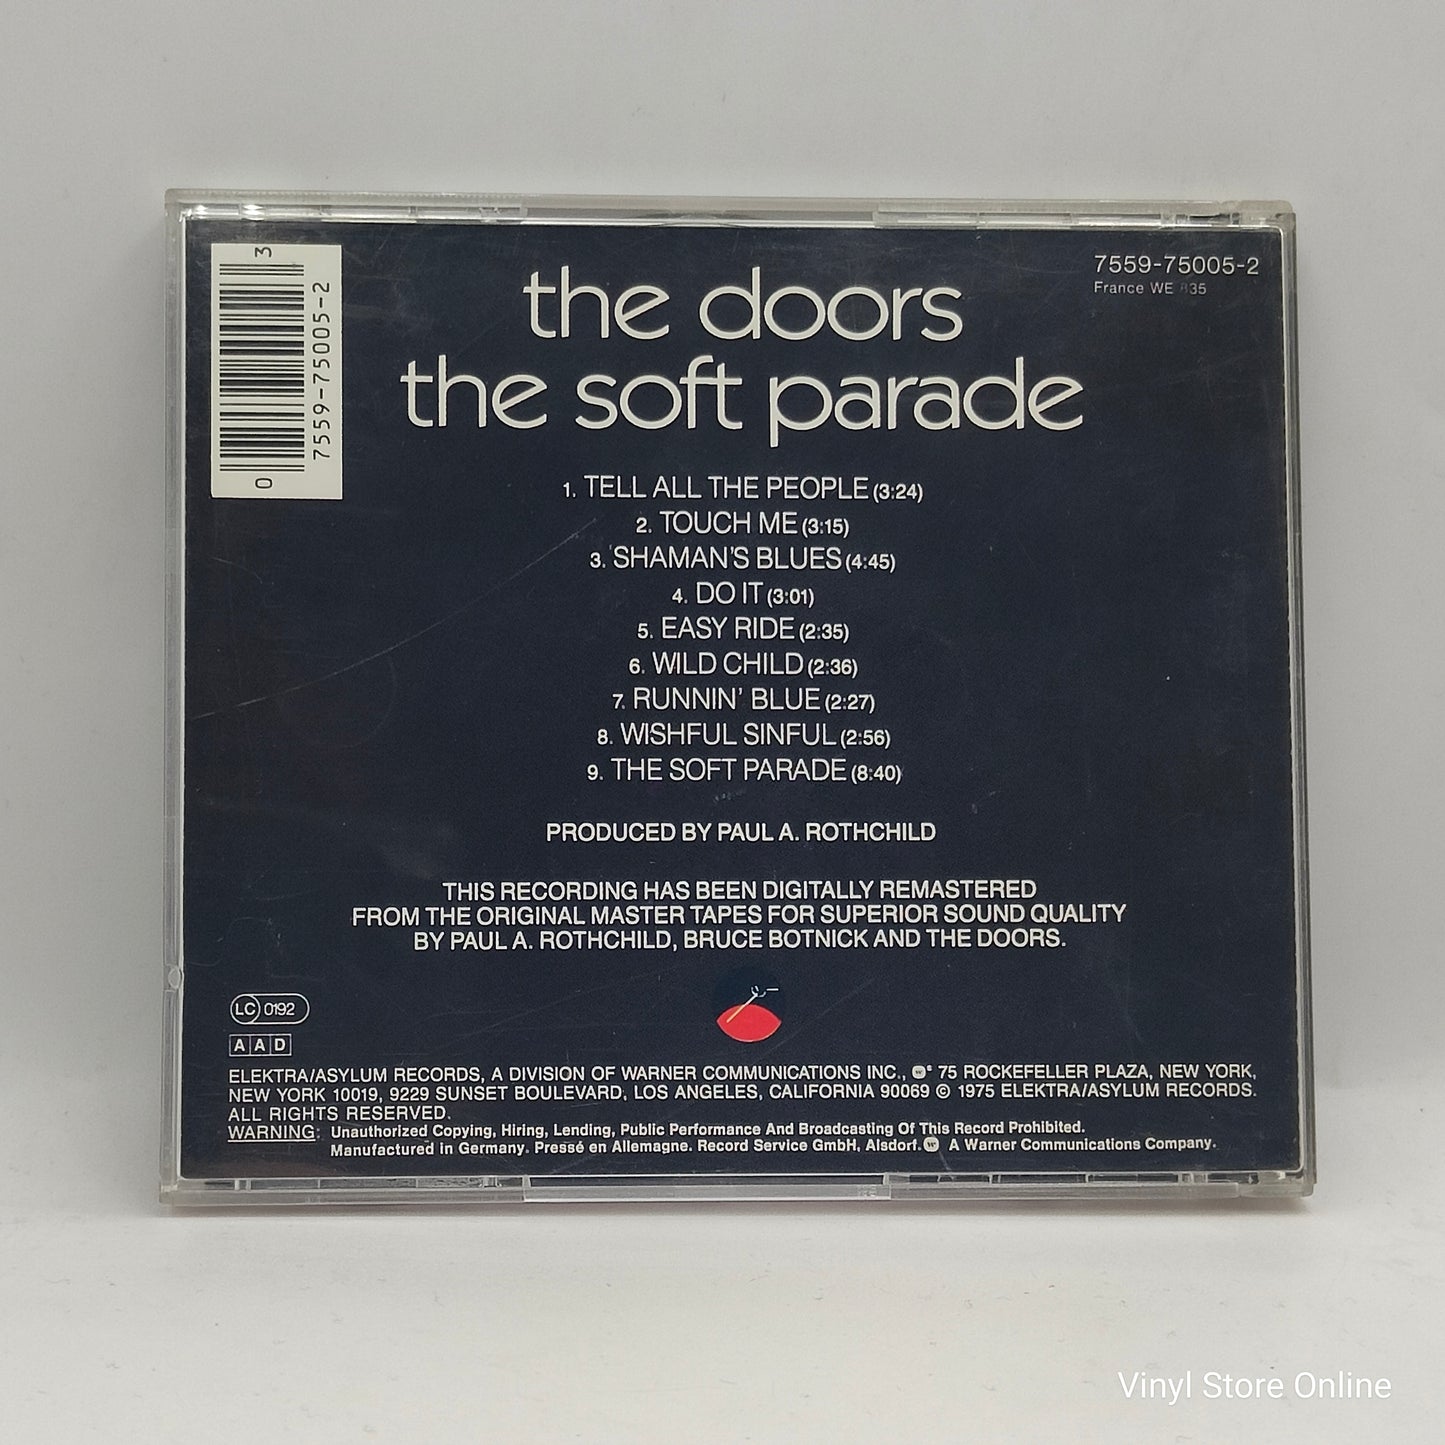 3
7559-75005-2
0
7559-75005-2
France WE 835
the doors
the soft parade
1. TELL ALL THE PEOPLE (3:24)
2. TOUCH ME (3:15)
3. SHAMAN'S BLUES (4:45)
4. DO IT (3:01)
5. EASY RIDE (2:35)
6. WILD CHILD (2:36)
7. RUNNIN' BLUE (2:27)
8. WISHFUL SINFUL (2:56)
9. THE SOFT PARADE (8:40)
PRODUCED BY PAUL A. ROTHCHILD
THIS RECORDING HAS BEEN DIGITALLY REMASTERED
FROM THE ORIGINAL MASTER TAPES FOR SUPERIOR SOUND QUALITY
BY PAUL A. ROTHCHILD, BRUCE BOTNICK AND THE DOORS.
LC 0192
AAD
ELEKTRA/ASYLUM RECORDS, A DIVISION OF WARNER COMMUNICATIONS INC., 75 ROCKEFELLER PLAZA, NEW YORK,
NEW YORK 10019, 9229 SUNSET BOULEVARD, LOS ANGELES, CALIFORNIA 90069 © 1975 ELEKTRA/ASYLUM RECORDS.
ALL RIGHTS RESERVED.
WARNING: Unauthorized Copying, Hiring, Lending, Public Performance And Broadcasting Of This Record Prohibited.
Manufactured in Germany. Pressé en Allemagne. Record Service GmbH, Alsdorf. A Warner Communications Company.
Vinyl Store Online